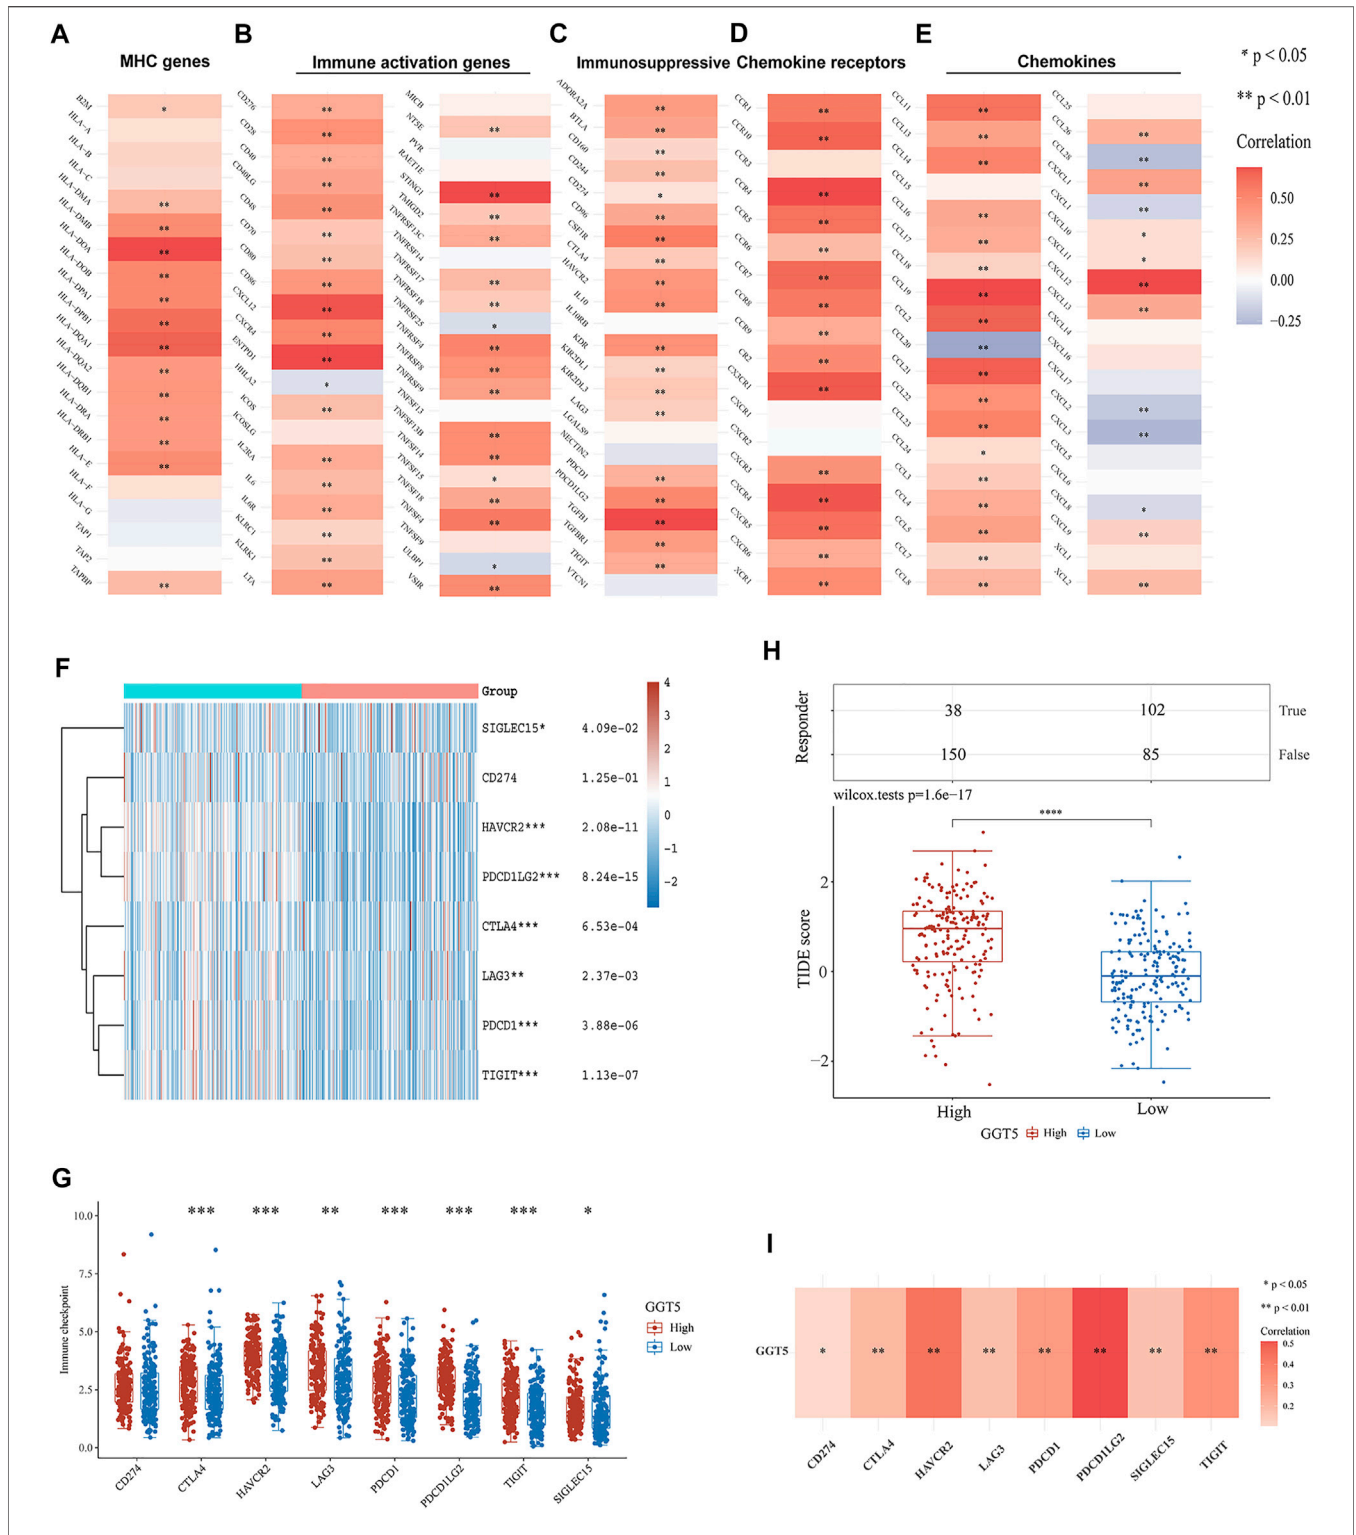 A
MHC genes
B2M
HLA-A
HLA-B
HLA-C
HLA-DMA
HLA-DMB
HLA-DOA
HLA-DOB
HLA-DPA1
HLA-DPB1
HLA-DQA1
HLA-DQA2
HLA-DQB1
HLA-DRA
HLA-DRB1
HLA-E
HLA-F
HLA-G
TAP1
TAP2
TAPBP
B
Immune activation genes
CD276
CD28
CD40
CD40LG
CD48
CD70
CD80
CD86
CXCL12
CXCR4
ENTPD1
HHLA2
ICOS
ICOSLG
IL2RA
IL6
IL6R
KLRC1
KLRK1
LTA
MICB
NT5E
PVR
RAET1E
STING1
TMIGD2
TNFRSF13C
TNFRSF14
TNFRSF17
TNFRSF18
TNFRSF25
TNFRSF4
TNFRSF8
TNFRSF9
TNFSF13
TNFSF13B
TNFSF14
TNFSF15
TNFSF18
TNFSF4
TNFSF9
ULBP1
VSIR
C
Immunosuppressive
ADORA2A
BTLA
CD160
CD244
CD274
CD96
CSF1R
CTLA4
HAVCR2
IL10
IL10RB
KDR
KIR2DL1
KIR2DL3
LAG3
LGALS9
NECTIN2
PDCD1
PDCD1LG2
TGFB1
TGFBR1
TIGIT
VTCN1
D
Chemokine receptors
CCR1
CCR10
CCR3
CCR4
CCR5
CCR6
CCR7
CCR8
CCR9
CR2
CX3CR1
CXCR1
CXCR2
CXCR3
CXCR4
CXCR5
CXCR6
XCR1
E
Chemokines
CCL11
CCL13
CCL14
CCL15
CCL16
CCL17
CCL18
CCL19
CCL2
CCL20
CCL21
CCL22
CCL23
CCL24
CCL3
CCL4
CCL5
CCL7
CCL8
CCL25
CCL26
CCL28
CX3CL1
CXCL1
CXCL10
CXCL11
CXCL12
CXCL13
CXCL14
CXCL16
CXCL17
CXCL2
CXCL3
CXCL5
CXCL6
CXCL8
CXCL9
XCL1
XCL2
* p < 0.05
** p < 0.01
Correlation
0.50
0.25
0.00
−0.25
F
Group
SIGLEC15* 4.09e−02
CD274 1.25e−01
HAVCR2*** 2.08e−11
PDCD1LG2*** 8.24e−15
CTLA4*** 6.53e−04
LAG3** 2.37e−03
PDCD1*** 3.88e−06
TIGIT*** 1.13e−07
4
3
2
1
0
−1
−2
H
Responder
38 102 True
150 85 False
wilcox.tests p=1.6e−17
****
TIDE score
2
0
−2
High Low
GGT5 High Low
G
*** *** ** *** *** *** *
Immune checkpoint
10.0
7.5
5.0
2.5
0.0
CD274
CTLA4
HAVCR2
LAG3
PDCD1
PDCD1LG2
TIGIT
SIGLEC15
GGT5
High
Low
I
GGT5 * ** ** ** ** ** ** **
CD274
CTLA4
HAVCR2
LAG3
PDCD1
PDCD1LG2
SIGLEC15
TIGIT
* p < 0.05
** p < 0.01
Correlation
0.5
0.4
0.3
0.2